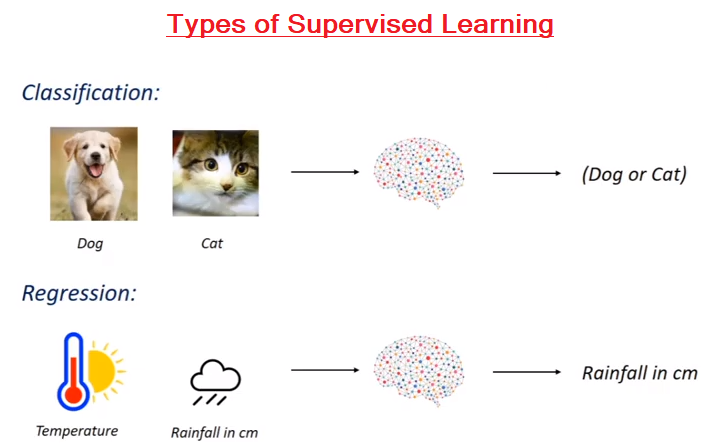 Types of Supervised Learning
Classification:
(Dog or Cat)
Dog
Cat
Regression:
Rainfall in cm
Temperature
Rainfall in cm